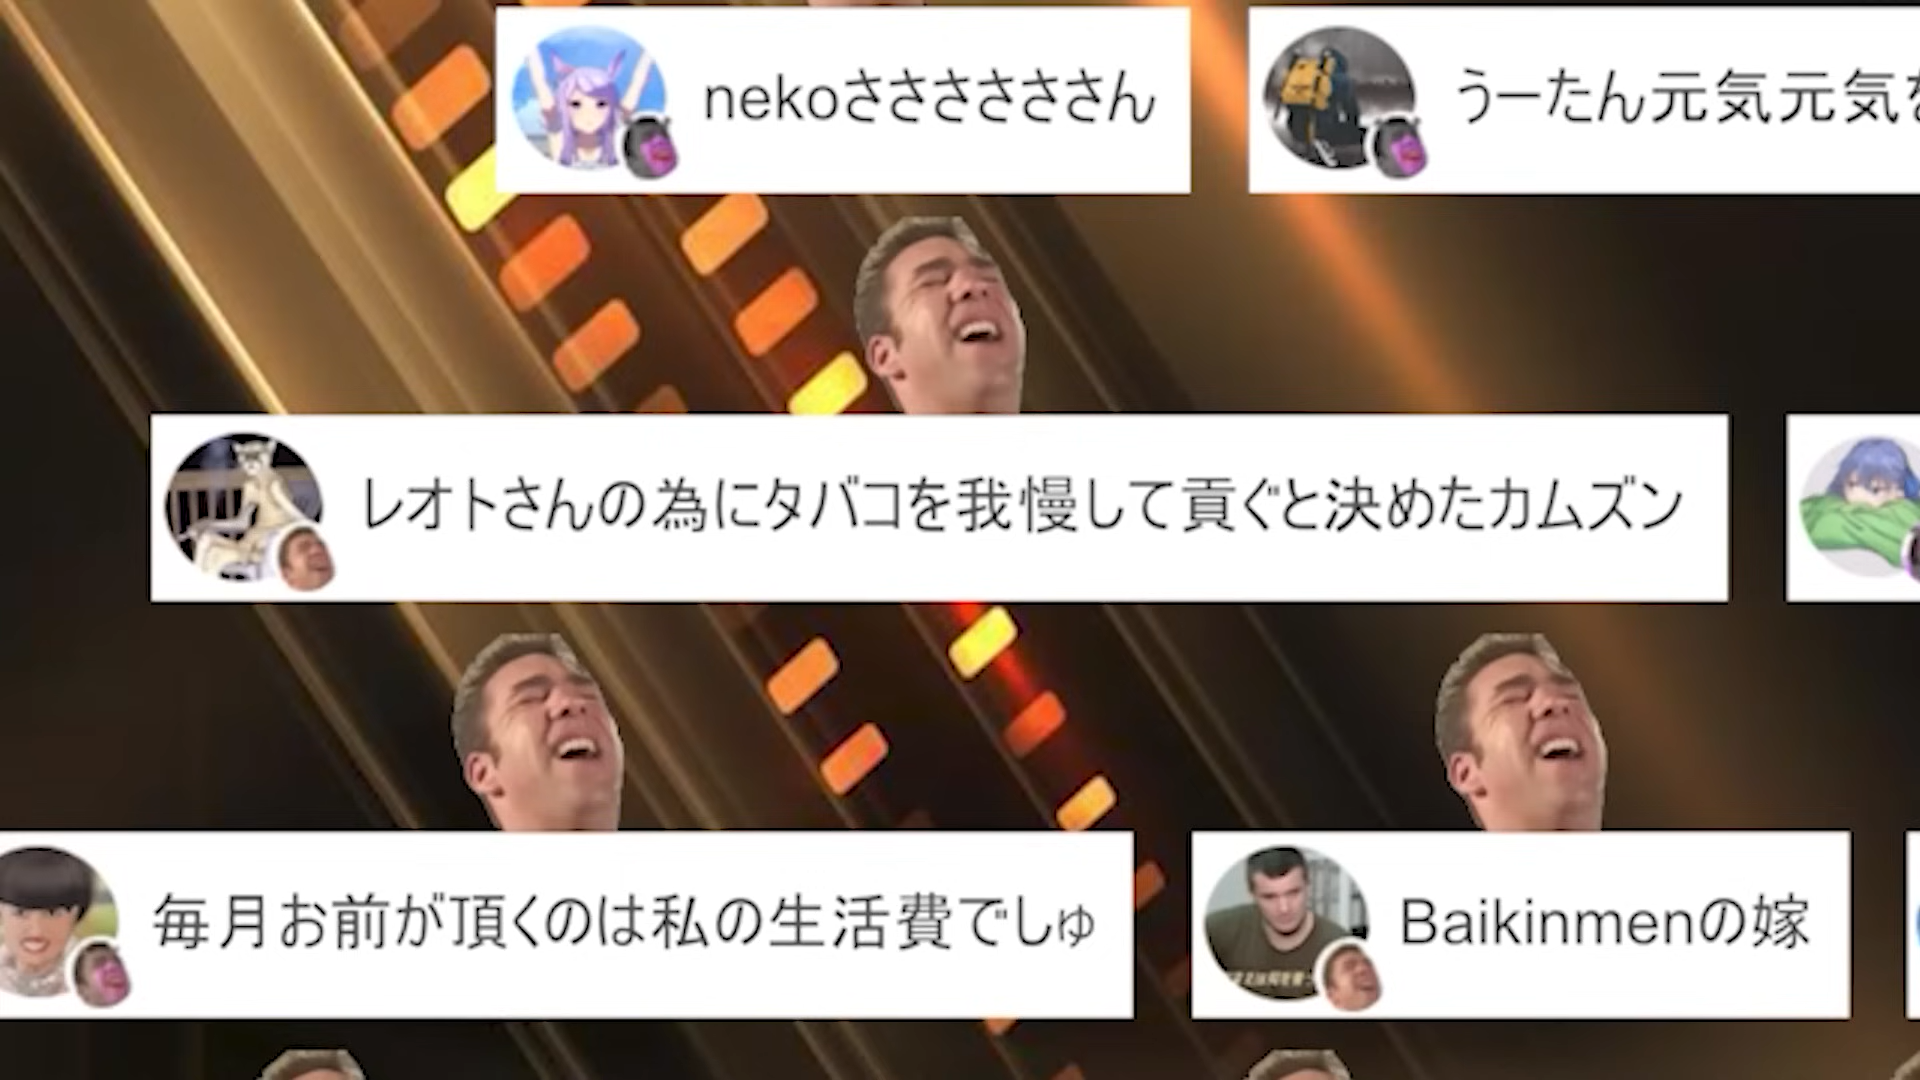 nekoささささささん
うーたん元気元気を
レオトさんの為にタバコを我慢して貢ぐと決めたカムズン
毎月お前が頂くのは私の生活費でしゅ
Baikinmenの嫁